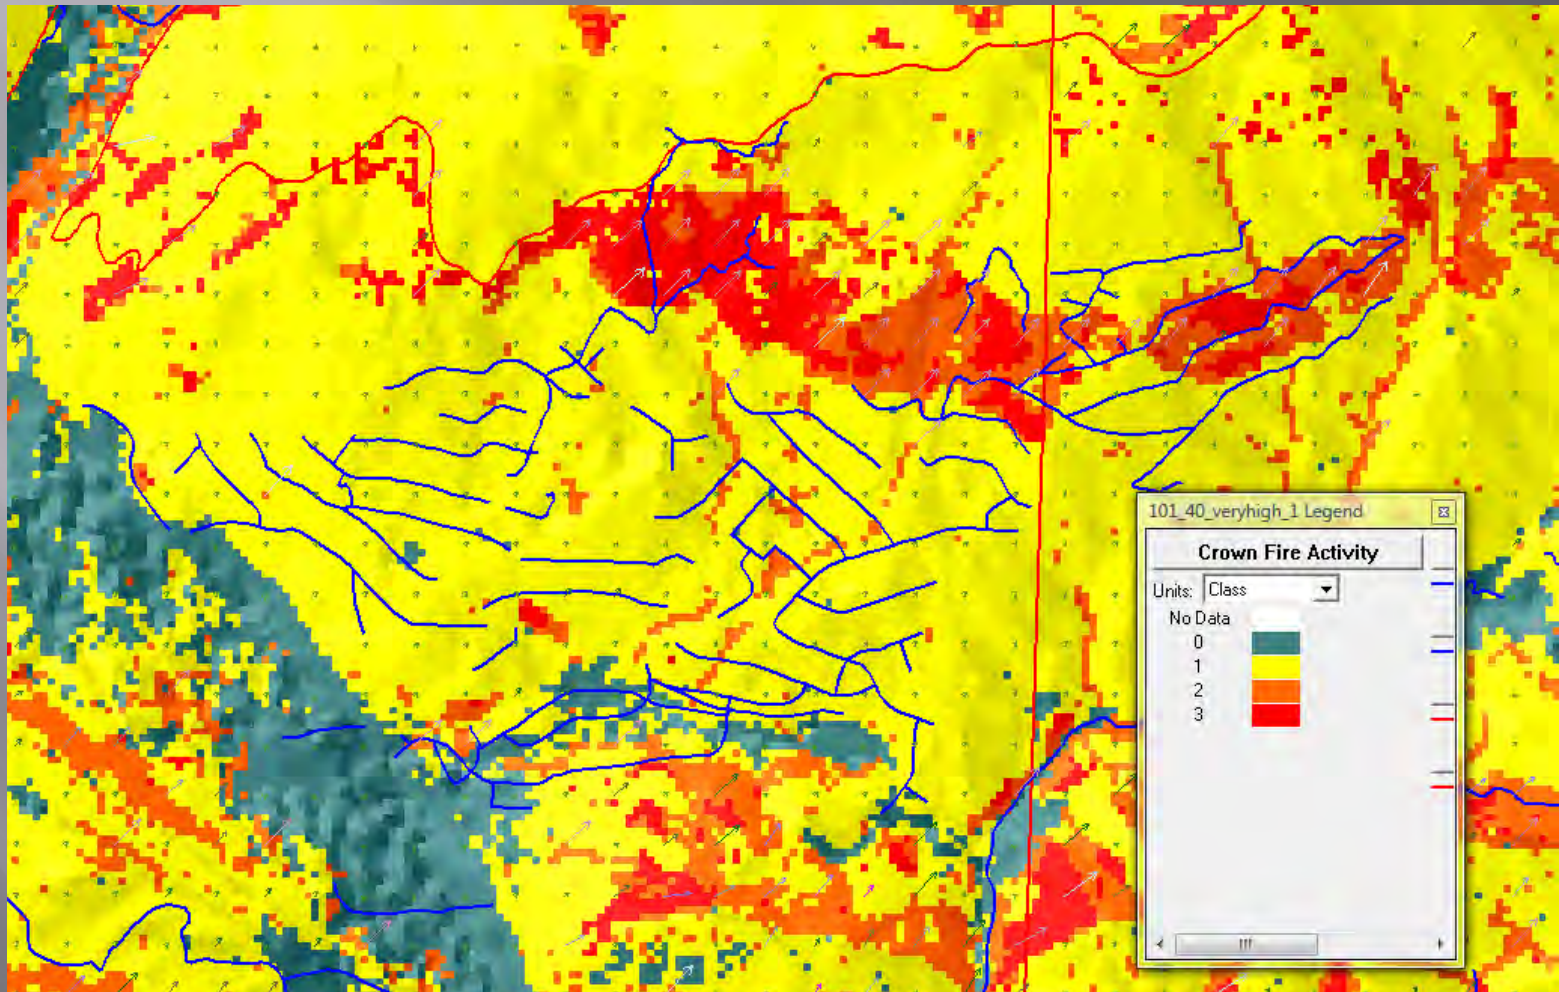 101_40_veryhigh_1 Legend
Crown Fire Activity
Units: Class
No Data
0
1
2
3